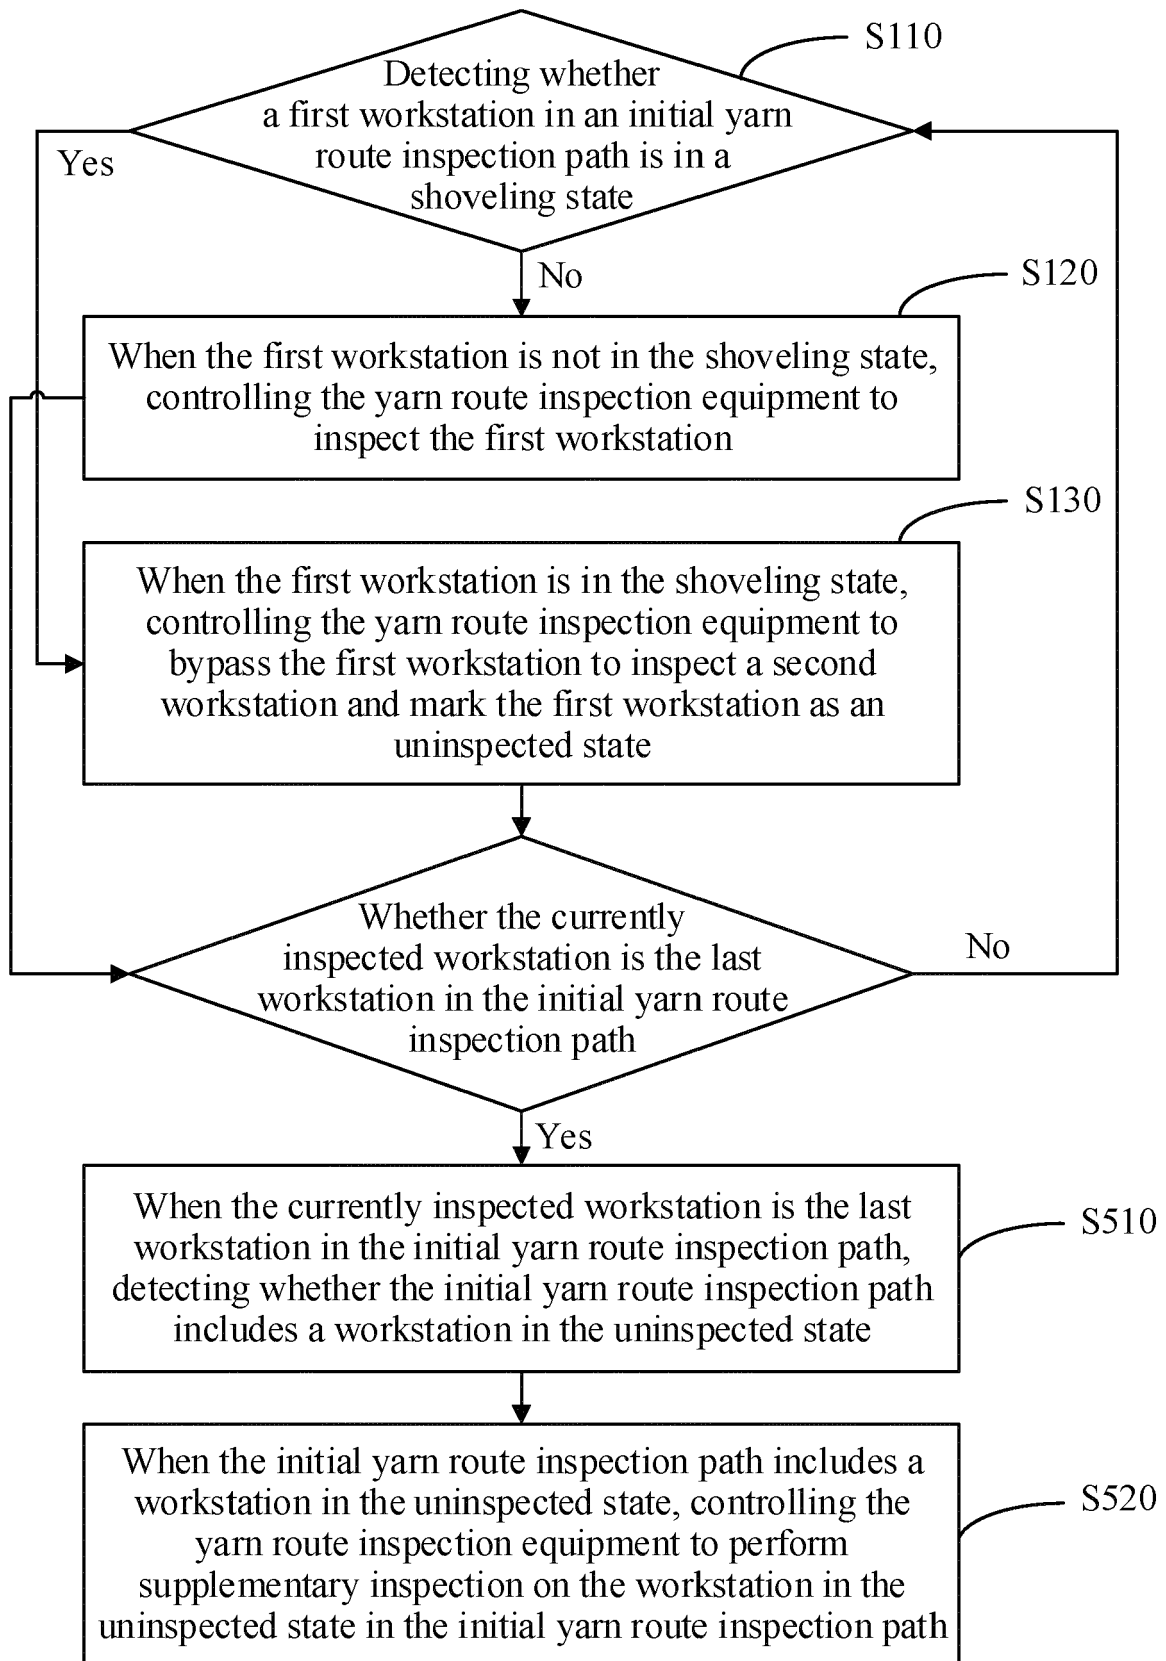 S110
Detecting whether
a first workstation in an initial yarn
route inspection path is in a
shoveling state
Yes
No
S120
When the first workstation is not in the shoveling state,
controlling the yarn route inspection equipment to
inspect the first workstation
S130
When the first workstation is in the shoveling state,
controlling the yarn route inspection equipment to
bypass the first workstation to inspect a second
workstation and mark the first workstation as an
uninspected state
Whether the currently
inspected workstation is the last
workstation in the initial yarn route
inspection path
No
Yes
When the currently inspected workstation is the last
workstation in the initial yarn route inspection path,
detecting whether the initial yarn route inspection path
includes a workstation in the uninspected state
S510
When the initial yarn route inspection path includes a
workstation in the uninspected state, controlling the
yarn route inspection equipment to perform
supplementary inspection on the workstation in the
uninspected state in the initial yarn route inspection path
S520